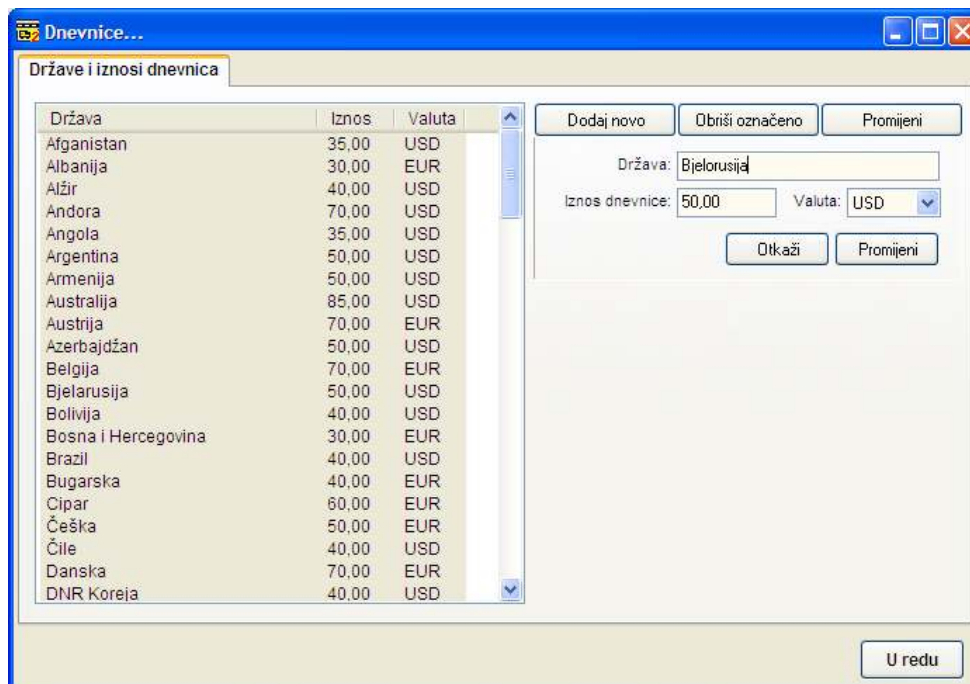 Dnevnice...
Države i iznosi dnevnica
Država Iznos Valuta
Afganistan 35,00 USD
Albanija 30,00 EUR
Alžir 40,00 USD
Andora 70,00 USD
Angola 35,00 USD
Argentina 50,00 USD
Armenija 50,00 USD
Australija 85,00 USD
Austrija 70,00 EUR
Azerbajdžan 50,00 USD
Belgija 70,00 EUR
Bjelarusija 50,00 USD
Bolivija 40,00 USD
Bosna i Hercegovina 30,00 EUR
Brazil 40,00 USD
Bugarska 40,00 EUR
Cipar 60,00 EUR
Češka 50,00 EUR
Čile 40,00 USD
Danska 70,00 EUR
DNR Koreja 40,00 USD
Dodaj novo Obriši označeno Promijeni
Država: Bjelorusija
Iznos dnevnice: 50,00 Valuta: USD
Otkaži Promijeni
U redu